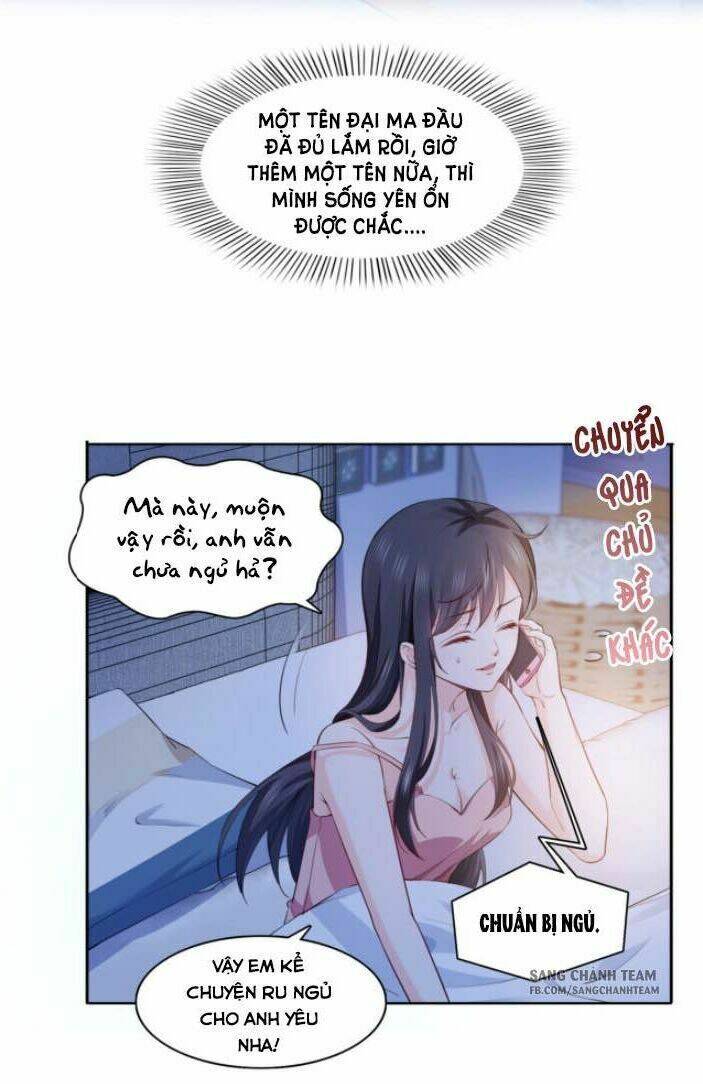 MỘT TÊN ĐẠI MA ĐẦU
ĐÃ ĐỦ LẮM RỒI, GIỜ
THÊM MỘT TÊN NỮA, THÌ
MÌNH SỐNG YÊN ỔN
ĐƯỢC CHẮC....
CHUYỂN
QUA
CHỦ
ĐỀ
KHÁC
Mà này, muộn
vậy rồi, anh vẫn
chưa ngủ hả?
CHUẨN BỊ NGỦ.
SANG CHẢNH TEAM
FB.COM/SANGCHANHTEAM
VẬY EM KỂ
CHUYỆN RU NGỦ
CHO ANH YÊU
NHA!